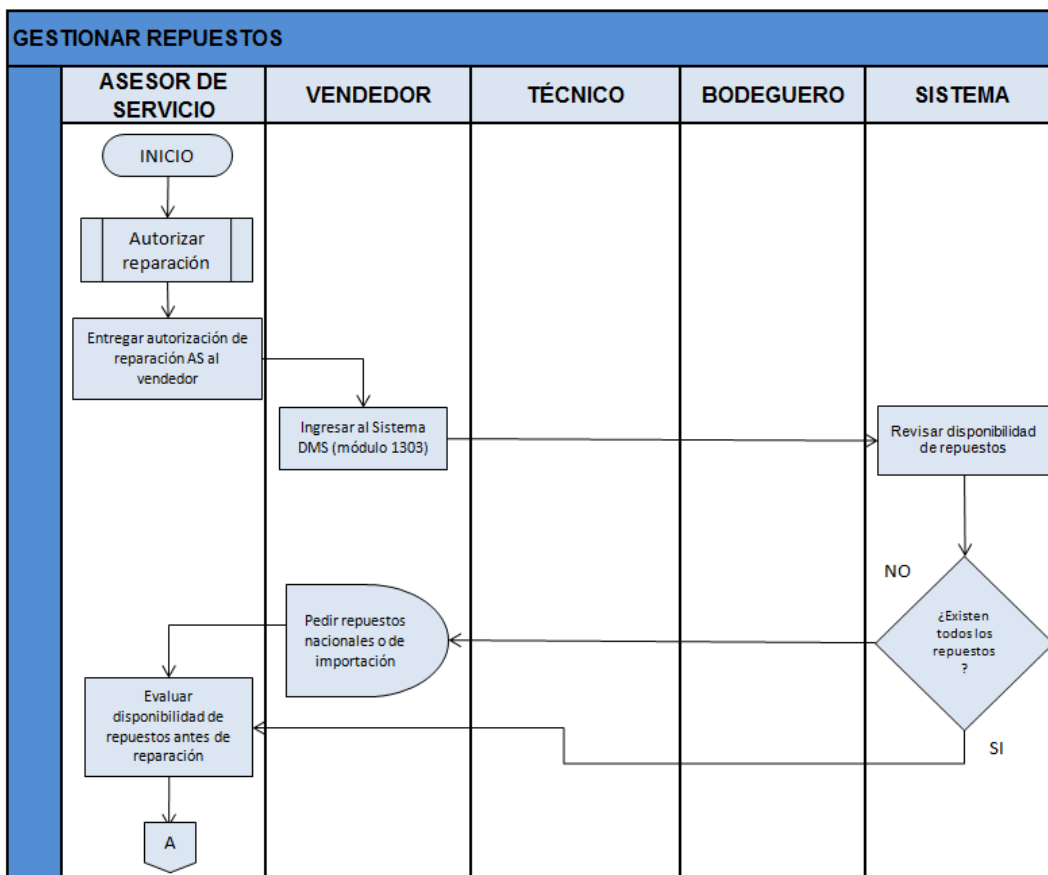 GESTIONAR REPUESTOS
ASESOR DE
SERVICIO
VENDEDOR
TÉCNICO
BODEGUERO
SISTEMA
INICIO
Autorizar
reparación
Entregar autorización de
reparación AS al
vendedor
Ingresar al Sistema
DMS (módulo 1303)
Revisar disponibilidad
de repuestos
NO
¿Existen
todos los
repuestos
?
SI
Pedir repuestos
nacionales o de
importación
Evaluar
disponibilidad de
repuestos antes de
reparación
A